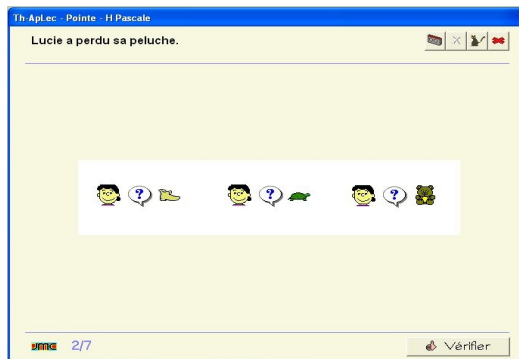 Th-ApLec - Pointe - H Pascale
Lucie a perdu sa peluche.
? ? ?
2/7
Vérifier